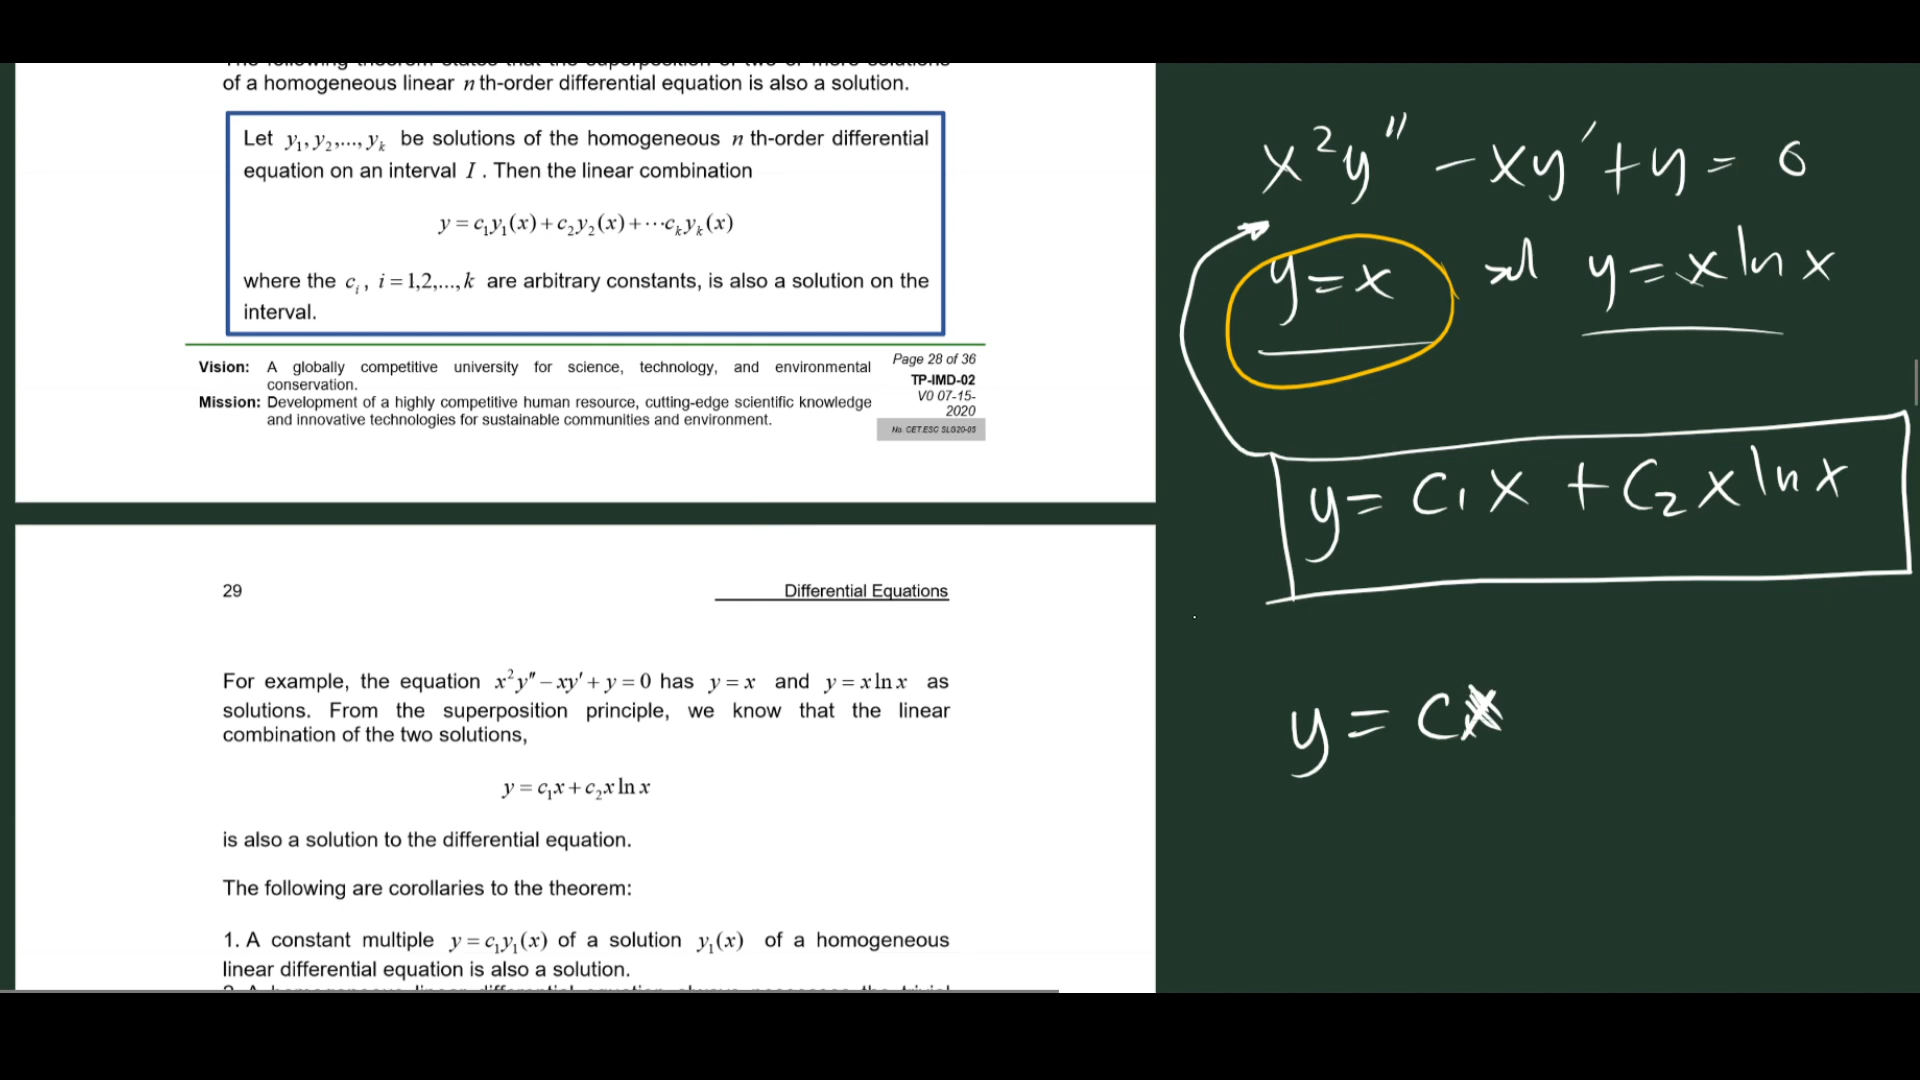 of a homogeneous linear n th-order differential equation is also a solution.
Let y₁, y₂,..., yₖ be solutions of the homogeneous n th-order differential
equation on an interval I . Then the linear combination
y = c₁y₁(x) + c₂y₂(x) + ⋯cₖyₖ(x)
where the cᵢ , i = 1,2,...,k are arbitrary constants, is also a solution on the
interval.
Vision: A globally competitive university for science, technology, and environmental
conservation.
Mission: Development of a highly competitive human resource, cutting-edge scientific knowledge
and innovative technologies for sustainable communities and environment.
Page 28 of 36
TP-IMD-02
V0 07-15-
2020
No. CET.ESC SLG20-05
29
Differential Equations
For example, the equation x²y″ − xy′ + y = 0 has y = x and y = x ln x as
solutions. From the superposition principle, we know that the linear
combination of the two solutions,
y = c₁x + c₂x ln x
is also a solution to the differential equation.
The following are corollaries to the theorem:
1. A constant multiple y = c₁y₁(x) of a solution y₁(x) of a homogeneous
linear differential equation is also a solution.
x²y″ − xy′ + y = 0
y = x y = x ln x
y = C₁x + C₂x ln x
y = C